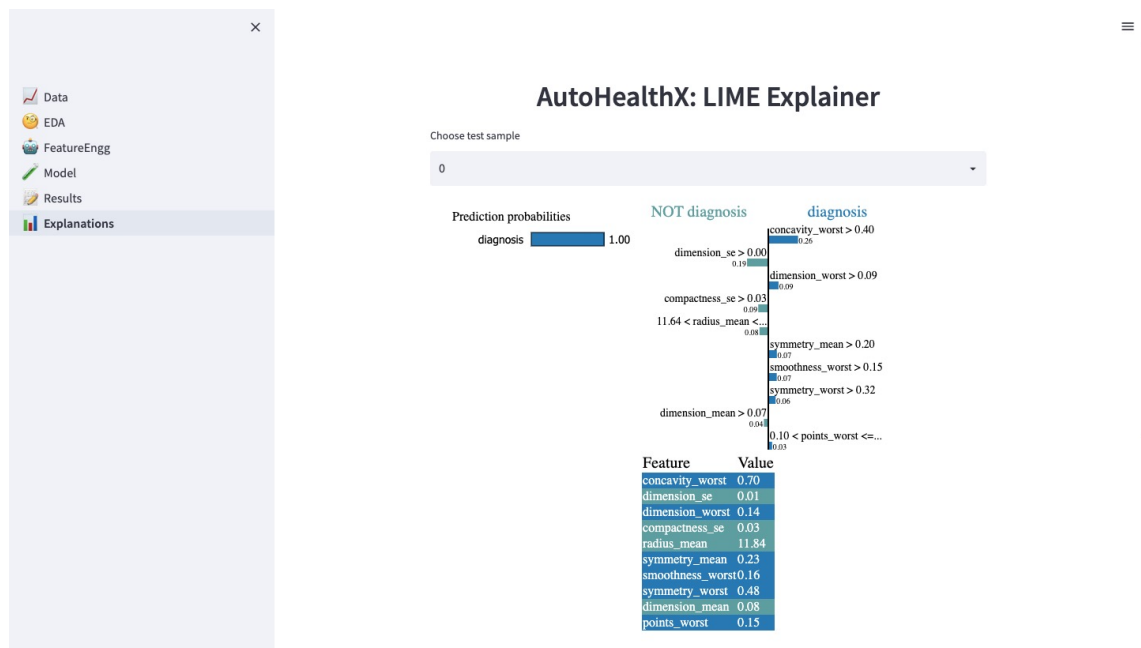 Data
EDA
FeatureEngg
Model
Results
Explanations
AutoHealthX: LIME Explainer
Choose test sample
0
Prediction probabilities
diagnosis 1.00
NOT diagnosis diagnosis
concavity_worst > 0.40
0.26
dimension_se > 0.00
0.19
dimension_worst > 0.09
0.09
compactness_se > 0.03
0.09
11.64 < radius_mean <...
0.08
symmetry_mean > 0.20
0.07
smoothness_worst > 0.15
0.07
symmetry_worst > 0.32
0.06
dimension_mean > 0.07
0.04
0.10 < points_worst <=...
0.03
Feature Value
concavity_worst 0.70
dimension_se 0.01
dimension_worst 0.14
compactness_se 0.03
radius_mean 11.84
symmetry_mean 0.23
smoothness_worst 0.16
symmetry_worst 0.48
dimension_mean 0.08
points_worst 0.15